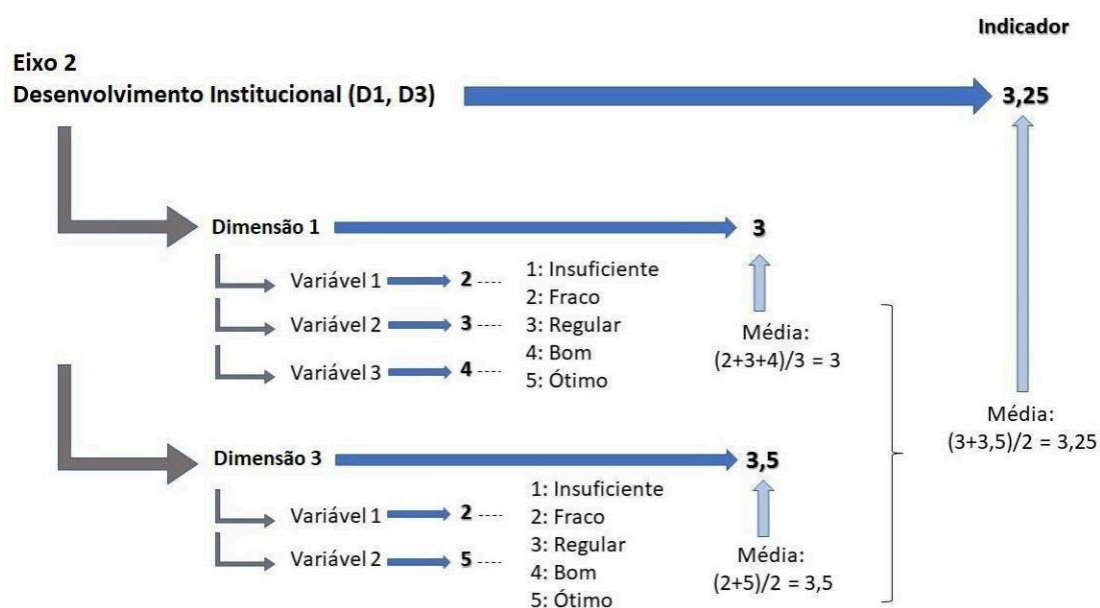 Indicador
Eixo 2
Desenvolvimento Institucional (D1, D3)
3,25
Dimensão 1
3
Variável 1
2 ----
1: Insuficiente
2: Fraco
Variável 2
3 ----
3: Regular
4: Bom
Variável 3
4 ----
5: Ótimo
Média:
(2+3+4)/3 = 3
Média:
(3+3,5)/2 = 3,25
Dimensão 3
3,5
1: Insuficiente
Variável 1
2 ----
2: Fraco
3: Regular
Variável 2
5 ----
4: Bom
5: Ótimo
Média:
(2+5)/2 = 3,5